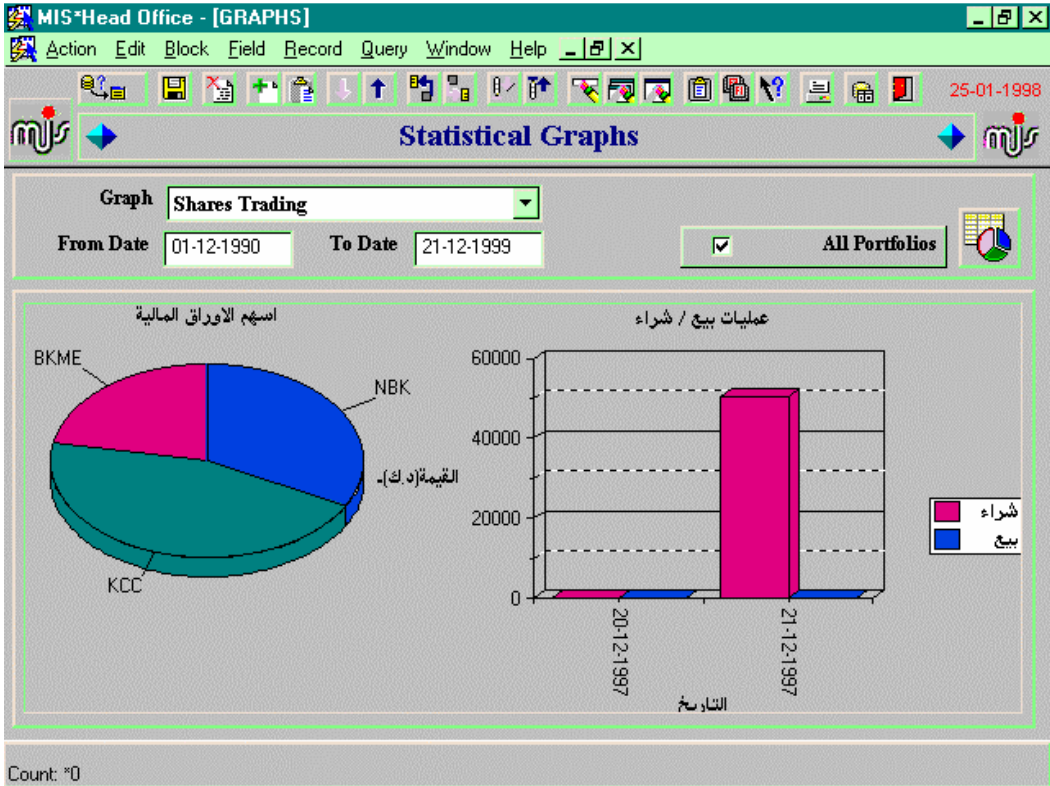 MIS*Head Office - [GRAPHS]
Action Edit Block Field Record Query Window Help
25-01-1998
mis Statistical Graphs mis
Graph Shares Trading
From Date 01-12-1990 To Date 21-12-1999 All Portfolios
اسهم الاوراق المالية
BKME
NBK
KCC
عمليات بيع / شراء
القيمة(د.ك)ـ
60000
40000
20000
0
20-12-1997
21-12-1997
التاريخ
شراء
بيع
Count: *0